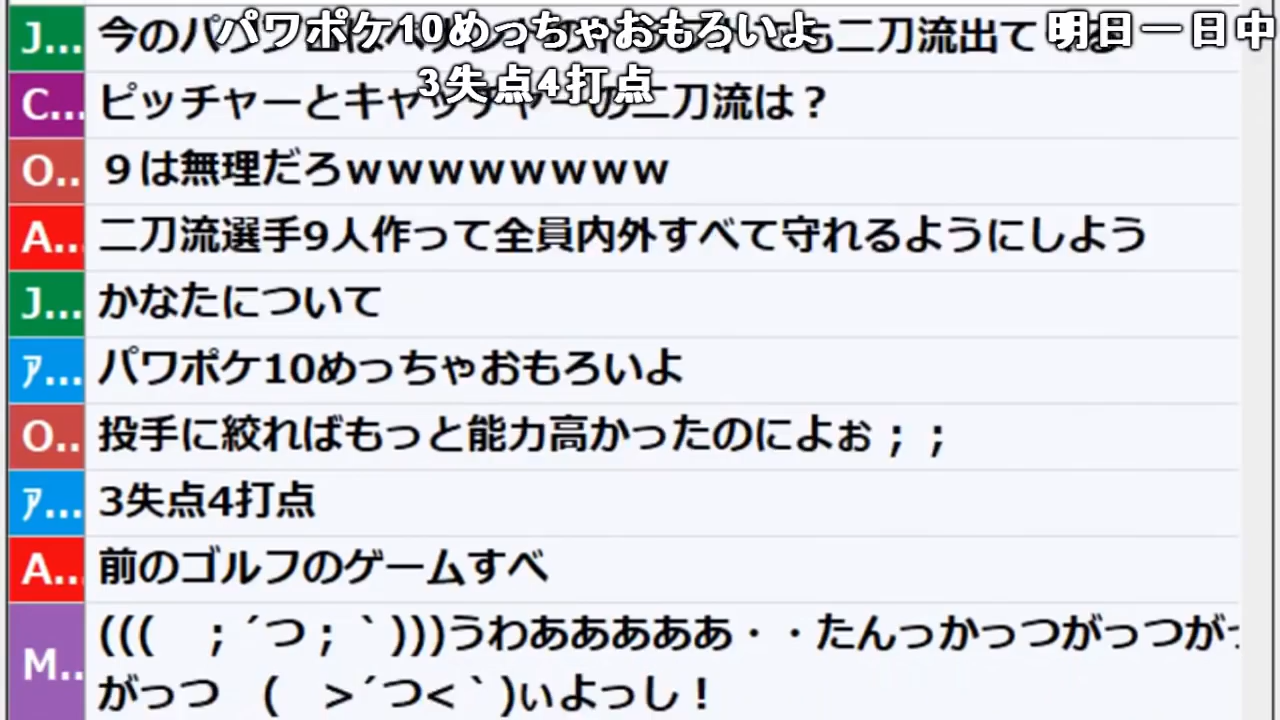 パワポケ10めっちゃおもろいよ
明日一日中
3失点4打点
J... 今のパ
二刀流出て
C... ピッチャーとキャッチャーの二刀流は？
O.. ９は無理だろｗｗｗｗｗｗｗｗ
A... 二刀流選手9人作って全員内外すべて守れるようにしよう
J... かなたについて
ｱ... パワポケ10めっちゃおもろいよ
O.. 投手に絞ればもっと能力高かったのによぉ；；
ｱ... 3失点4打点
A... 前のゴルフのゲームすべ
M.. (((　；´つ；｀)))うわあああああ・・たんっかっつがっつがっ
がっつ　(　>´つ<｀)ぃよっし！